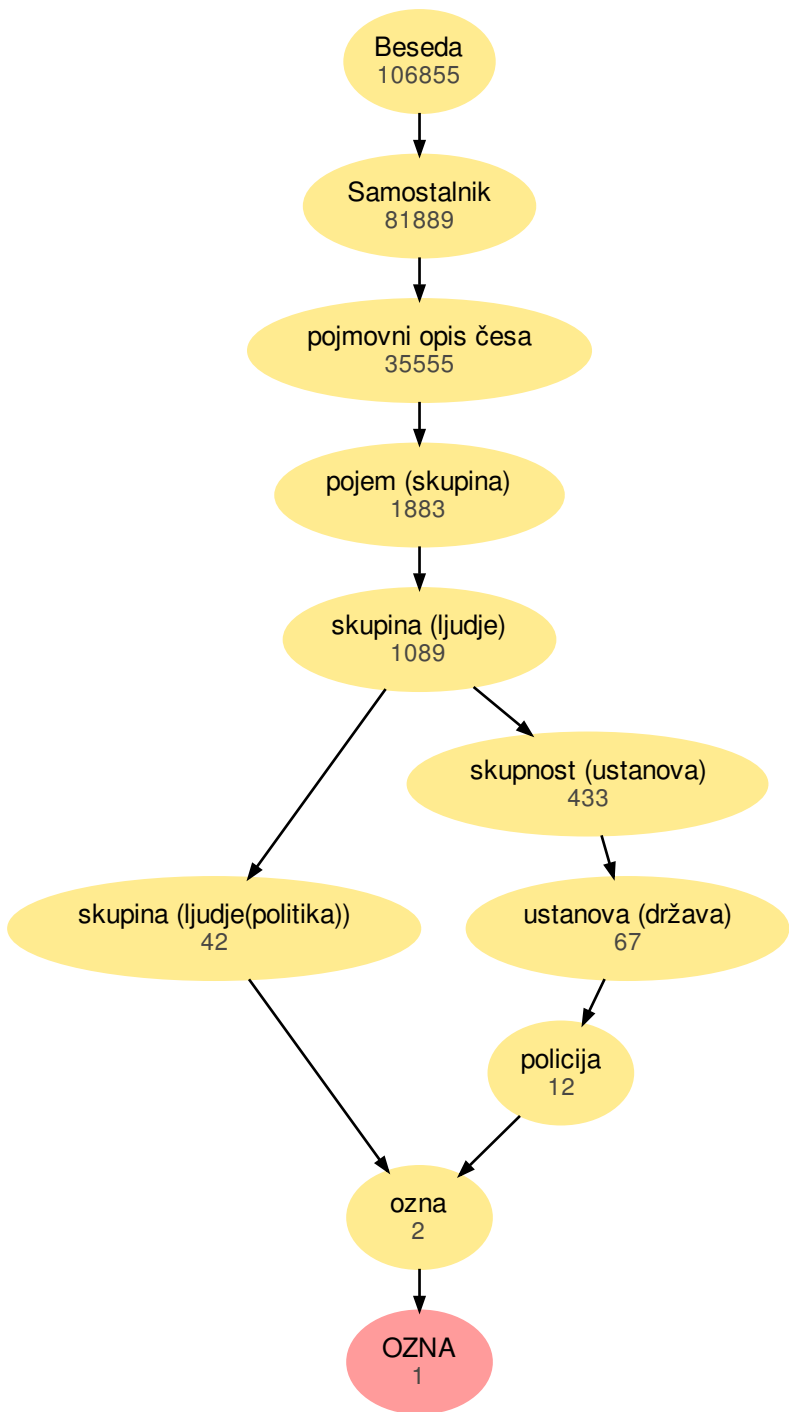 Beseda
106855
Samostalnik
81889
pojmovni opis česa
35555
pojem (skupina)
1883
skupina (ljudje)
1089
skupnost (ustanova)
433
skupina (ljudje(politika))
42
ustanova (država)
67
policija
12
ozna
2
OZNA
1